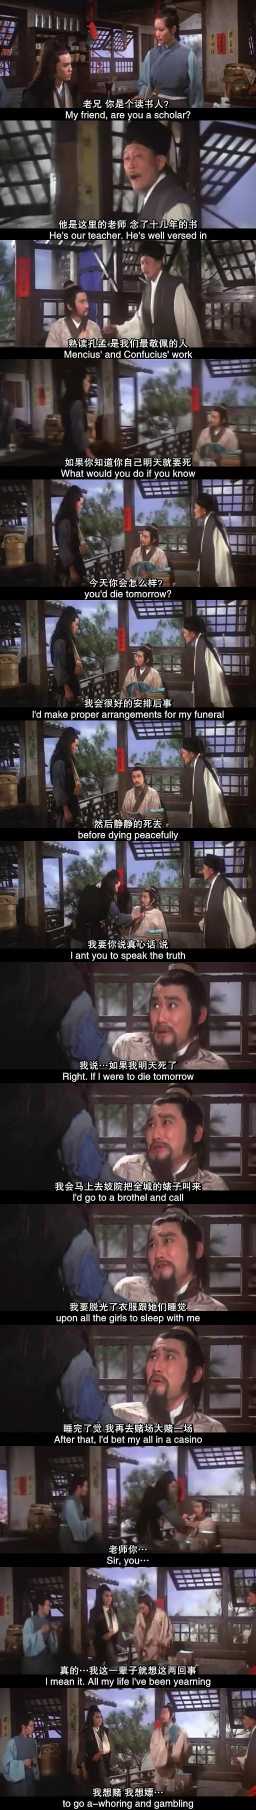 老兄 你是个读书人?
My friend, are you a scholar?
他是这里的老师 念了十几年的书
He's our teacher. He's well versed in
熟读孔孟 是我们最敬佩的人
Mencius' and Confucius' work
如果你知道你自己明天就要死
What would you do if you know
今天你会怎么样?
you'd die tomorrow?
我会很好的安排后事
I'd make proper arrangements for my funeral
然后静静的死去
before dying peacefully
我要你说真心话 说
I ant you to speak the truth
我说…如果我明天死了
Right. If I were to die tomorrow
我会马上去妓院把全城的婊子叫来
I'd go to a brothel and call
我要脱光了衣服跟她们睡觉
upon all the girls to sleep with me
睡完了觉 我再去赌场大赌一场
After that, I'd bet my all in a casino
老师你…
Sir, you…
真的…我这一辈子就想这两回事
I mean it. All my life I've been yearning
我想赌 我想嫖…
to go a-whoring and gambling